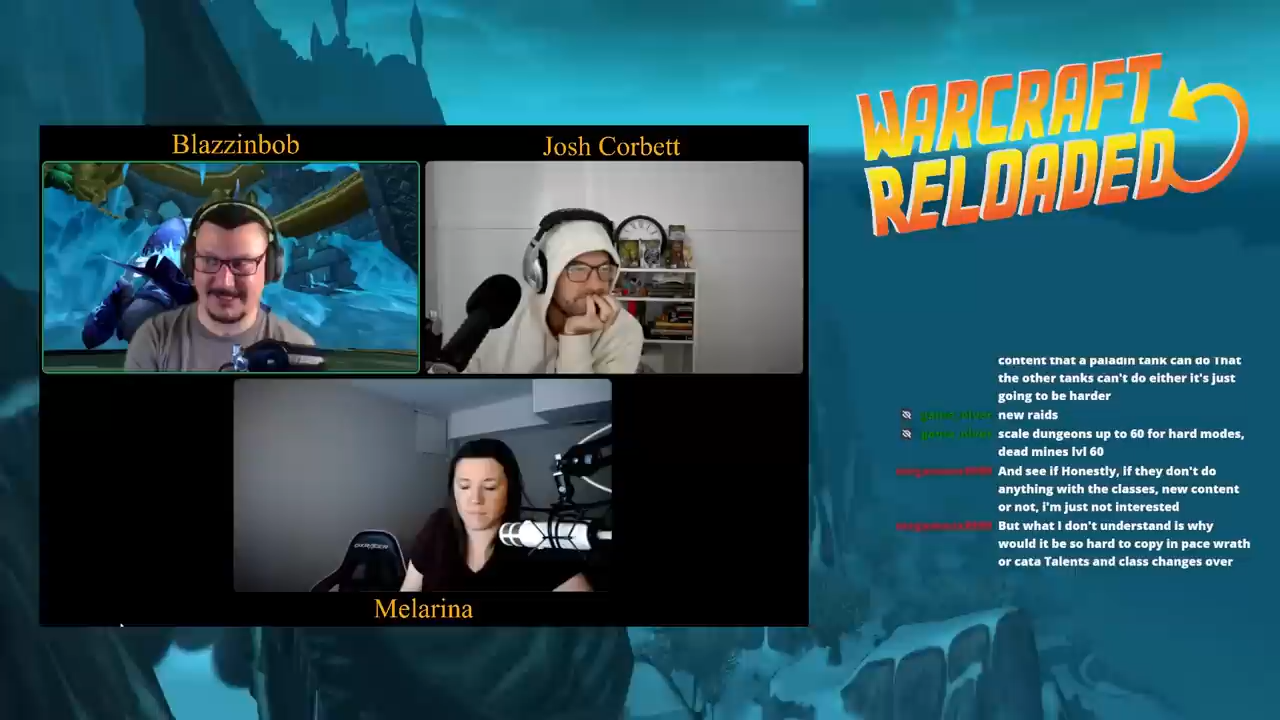 Blazzinbob
Josh Corbett
Melarina
WARCRAFT
RELOADED
content that a paladin tank can do That
the other tanks can't do either it's just
going to be harder
new raids
scale dungeons up to 60 for hard modes,
dead mines lvl 60
And see if Honestly, if they don't do
anything with the classes, new content
or not, I'm just not interested
But what I don't understand is why
would it be so hard to copy in pace wrath
or cata Talents and class changes over